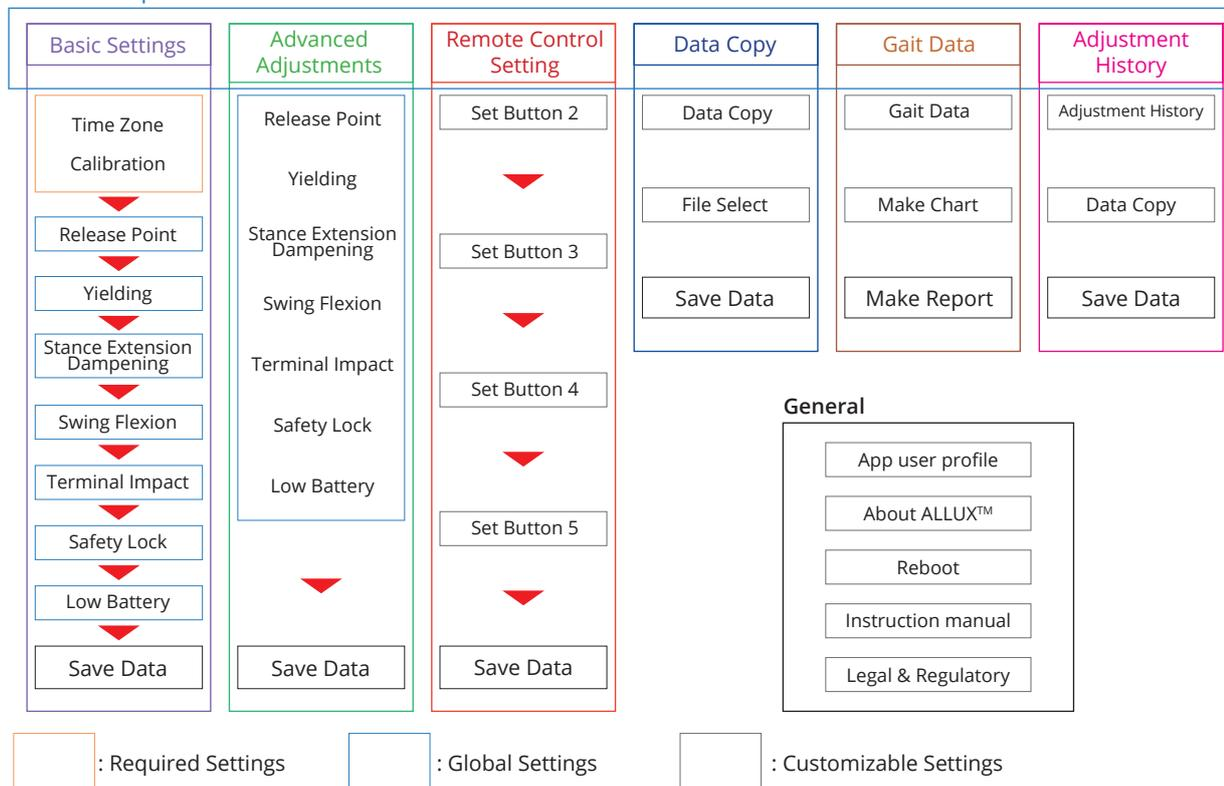 Basic Settings
Time Zone
Calibration
Release Point
Yielding
Stance Extension
Dampening
Swing Flexion
Terminal Impact
Safety Lock
Low Battery
Save Data
Advanced
Adjustments
Release Point
Yielding
Stance Extension
Dampening
Swing Flexion
Terminal Impact
Safety Lock
Low Battery
Save Data
Remote Control
Setting
Set Button 2
Set Button 3
Set Button 4
Set Button 5
Save Data
Data Copy
Data Copy
File Select
Save Data
Gait Data
Gait Data
Make Chart
Make Report
Adjustment
History
Adjustment History
Data Copy
Save Data
General
App user profile
About ALLUX™
Reboot
Instruction manual
Legal & Regulatory
: Required Settings
: Global Settings
: Customizable Settings